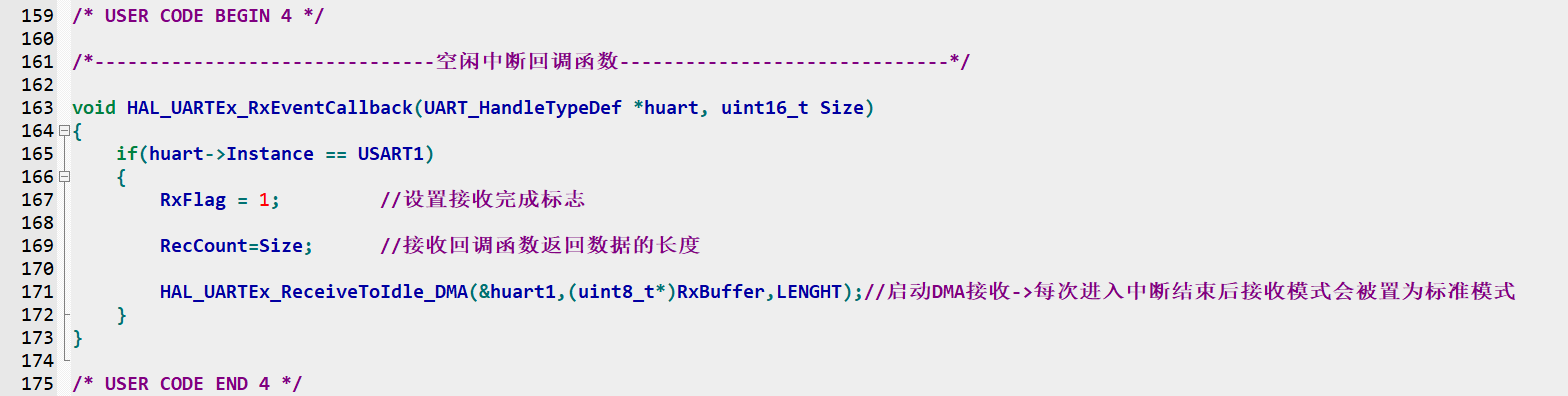 159 /* USER CODE BEGIN 4 */
160
161 /*-------------------------------空闲中断回调函数------------------------------*/
162
163 void HAL_UARTEx_RxEventCallback(UART_HandleTypeDef *huart, uint16_t Size)
164 {
165     if(huart->Instance == USART1)
166     {
167         RxFlag = 1;         //设置接收完成标志
168
169         RecCount=Size;      //接收回调函数返回数据的长度
170
171         HAL_UARTEx_ReceiveToIdle_DMA(&huart1,(uint8_t*)RxBuffer,LENGHT);//启动DMA接收->每次进入中断结束后接收模式会被置为标准模式
172     }
173 }
174
175 /* USER CODE END 4 */